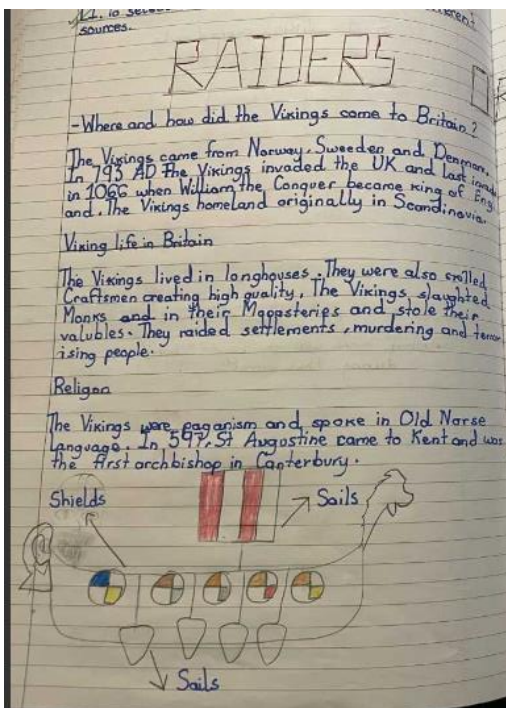 L.I. to select
different
sources.
RAIDERS
-Where and how did the Vikings come to Britain?
The Vikings came from Norway, Sweeden and Denmark.
In 793 AD The Vikings invaded the UK and last invade
in 1066 when William the Conquer became king of Engl
and. The Vikings homeland originally in Scandinavia.
Viking life in Britain
The Vikings lived in longhouses. They were also skilled
Craftsmen creating high quality. The Vikings slaughted
Monks and in their Monasteries and stole their
valubles. They raided settlements, murdering and terror
ising people.
Religon
The Vikings were paganism and spoke in Old Norse
Language. In 597, St Augustine came to Kent and was
the first archbishop in Canterbury.
Shields
Sails
Sails